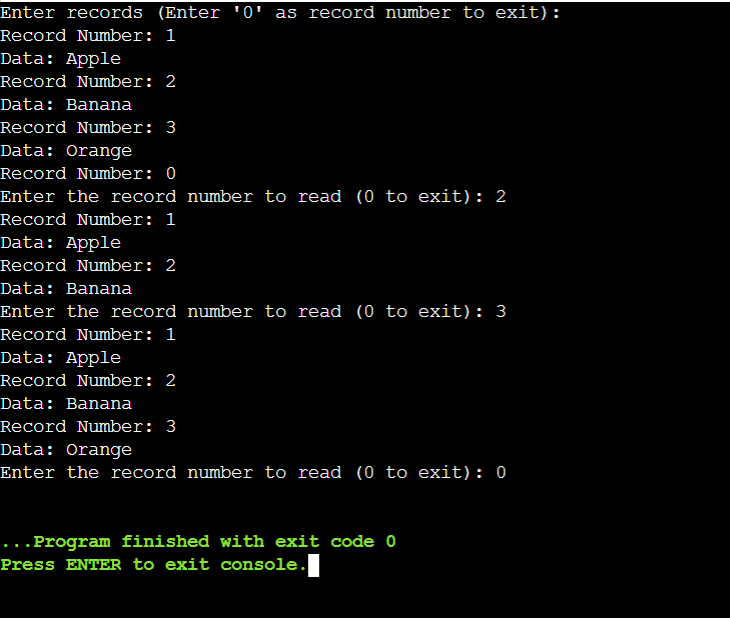 Enter records (Enter '0' as record number to exit):
Record Number: 1
Data: Apple
Record Number: 2
Data: Banana
Record Number: 3
Data: Orange
Record Number: 0
Enter the record number to read (0 to exit): 2
Record Number: 1
Data: Apple
Record Number: 2
Data: Banana
Enter the record number to read (0 to exit): 3
Record Number: 1
Data: Apple
Record Number: 2
Data: Banana
Record Number: 3
Data: Orange
Enter the record number to read (0 to exit): 0
...Program finished with exit code 0
Press ENTER to exit console.